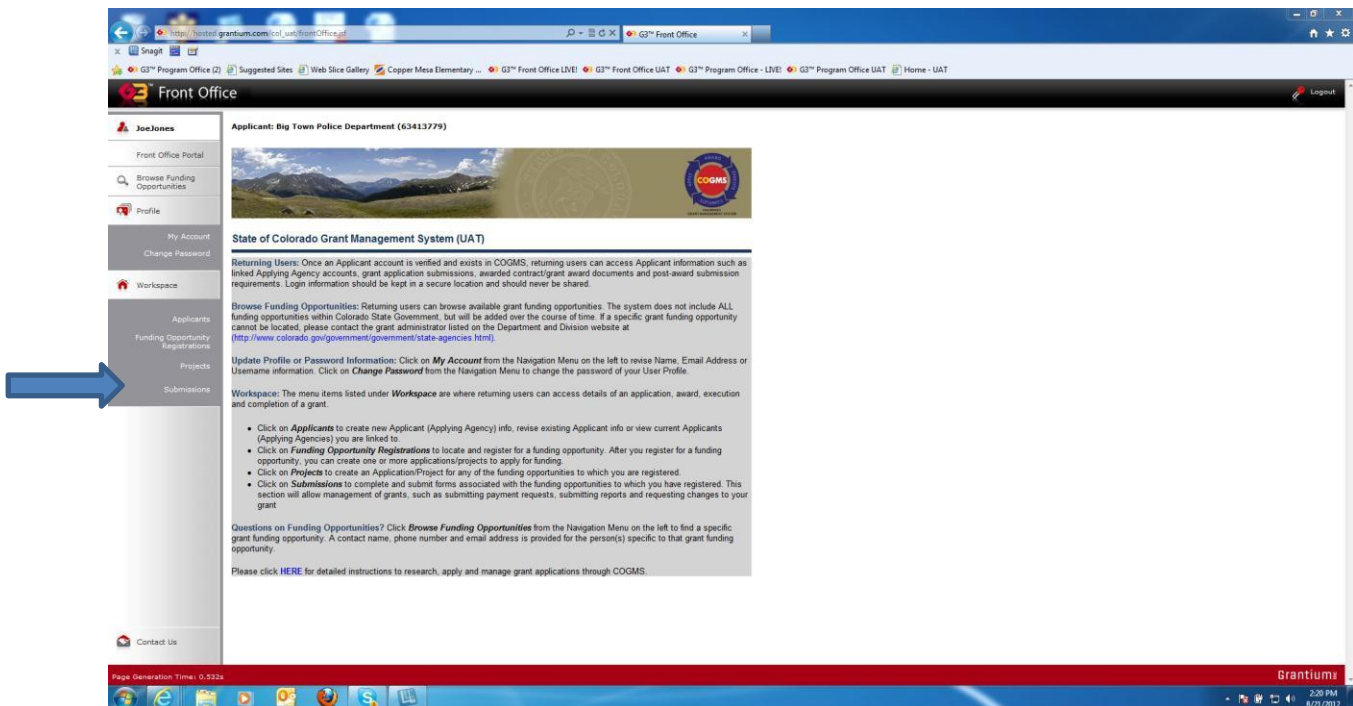 http://hosted.grantium.com/col_uat/frontOffice.jsf
G3™ Front Office
x Snagit
G3™ Program Office (2) Suggested Sites Web Slice Gallery Copper Mesa Elementary ... G3™ Front Office LIVE! G3™ Front Office UAT G3™ Program Office - LIVE! G3™ Program Office UAT Home - UAT
G3™ Front Office
Logout
JoeJones
Front Office Portal
Browse Funding
Opportunities
Profile
My Account
Change Password
Workspace
Applicants
Funding Opportunity
Registrations
Projects
Submissions
Contact Us
Applicant: Big Town Police Department (63413779)
AWARD
COGMS
COLORADO
GRANT MANAGEMENT SYSTEM
State of Colorado Grant Management System (UAT)
Returning Users: Once an Applicant account is verified and exists in COGMS, returning users can access Applicant information such as
linked Applying Agency accounts, grant application submissions, awarded contract/grant award documents and post-award submission
requirements. Login information should be kept in a secure location and should never be shared.
Browse Funding Opportunities: Returning users can browse available grant funding opportunities. The system does not include ALL
funding opportunities within Colorado State Government, but will be added over the course of time. If a specific grant funding opportunity
cannot be located, please contact the grant administrator listed on the Department and Division website at
(http://www.colorado.gov/government/government/state-agencies.html).
Update Profile or Password Information: Click on My Account from the Navigation Menu on the left to revise Name, Email Address or
Username information. Click on Change Password from the Navigation Menu to change the password of your User Profile.
Workspace: The menu items listed under Workspace are where returning users can access details of an application, award, execution
and completion of a grant.
• Click on Applicants to create new Applicant (Applying Agency) info, revise existing Applicant info or view current Applicants
(Applying Agencies) you are linked to.
• Click on Funding Opportunity Registrations to locate and register for a funding opportunity. After you register for a funding
opportunity, you can create one or more applications/projects to apply for funding.
• Click on Projects to create an Application/Project for any of the funding opportunities to which you are registered.
• Click on Submissions to complete and submit forms associated with the funding opportunities to which you have registered. This
section will allow management of grants, such as submitting payment requests, submitting reports and requesting changes to your
grant
Questions on Funding Opportunities? Click Browse Funding Opportunities from the Navigation Menu on the left to find a specific
grant funding opportunity. A contact name, phone number and email address is provided for the person(s) specific to that grant funding
opportunity.
Please click HERE for detailed instructions to research, apply and manage grant applications through COGMS.
Page Generation Time: 0.532s
Grantium
2:20 PM
8/21/2012